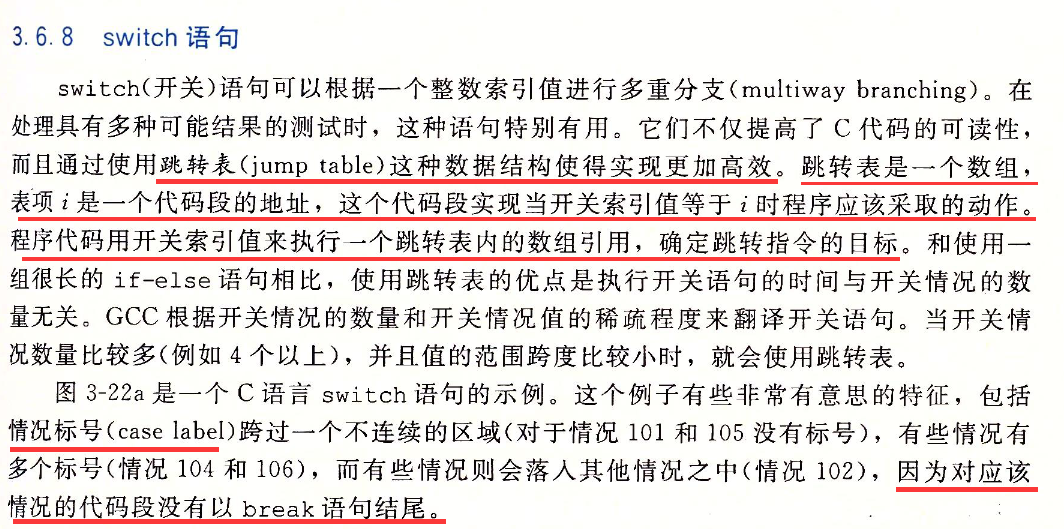 3.6.8 switch 语句
switch(开关)语句可以根据一个整数索引值进行多重分支(multiway branching)。在
处理具有多种可能结果的测试时，这种语句特别有用。它们不仅提高了 C 代码的可读性，
而且通过使用跳转表(jump table)这种数据结构使得实现更加高效。跳转表是一个数组，
表项 i 是一个代码段的地址，这个代码段实现当开关索引值等于 i 时程序应该采取的动作。
程序代码用开关索引值来执行一个跳转表内的数组引用，确定跳转指令的目标。和使用一
组很长的 if-else 语句相比，使用跳转表的优点是执行开关语句的时间与开关情况的数
量无关。GCC 根据开关情况的数量和开关情况值的稀疏程度来翻译开关语句。当开关情
况数量比较多(例如 4 个以上)，并且值的范围跨度比较小时，就会使用跳转表。
图 3-22a 是一个 C 语言 switch 语句的示例。这个例子有些非常有意思的特征，包括
情况标号(case label)跨过一个不连续的区域(对于情况 101 和 105 没有标号)，有些情况有
多个标号(情况 104 和 106)，而有些情况则会落入其他情况之中(情况 102)，因为对应该
情况的代码段没有以 break 语句结尾。